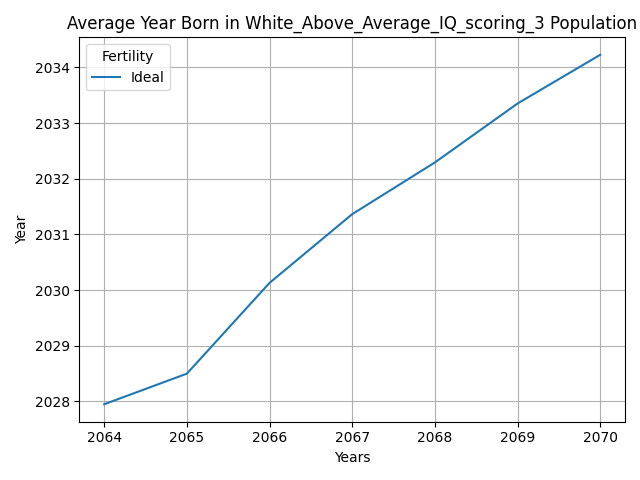 Average Year Born in White_Above_Average_IQ_scoring_3 Population
Fertility
Ideal
2034
2033
2032
2031
2030
2029
2028
Year
2064 2065 2066 2067 2068 2069 2070
Years